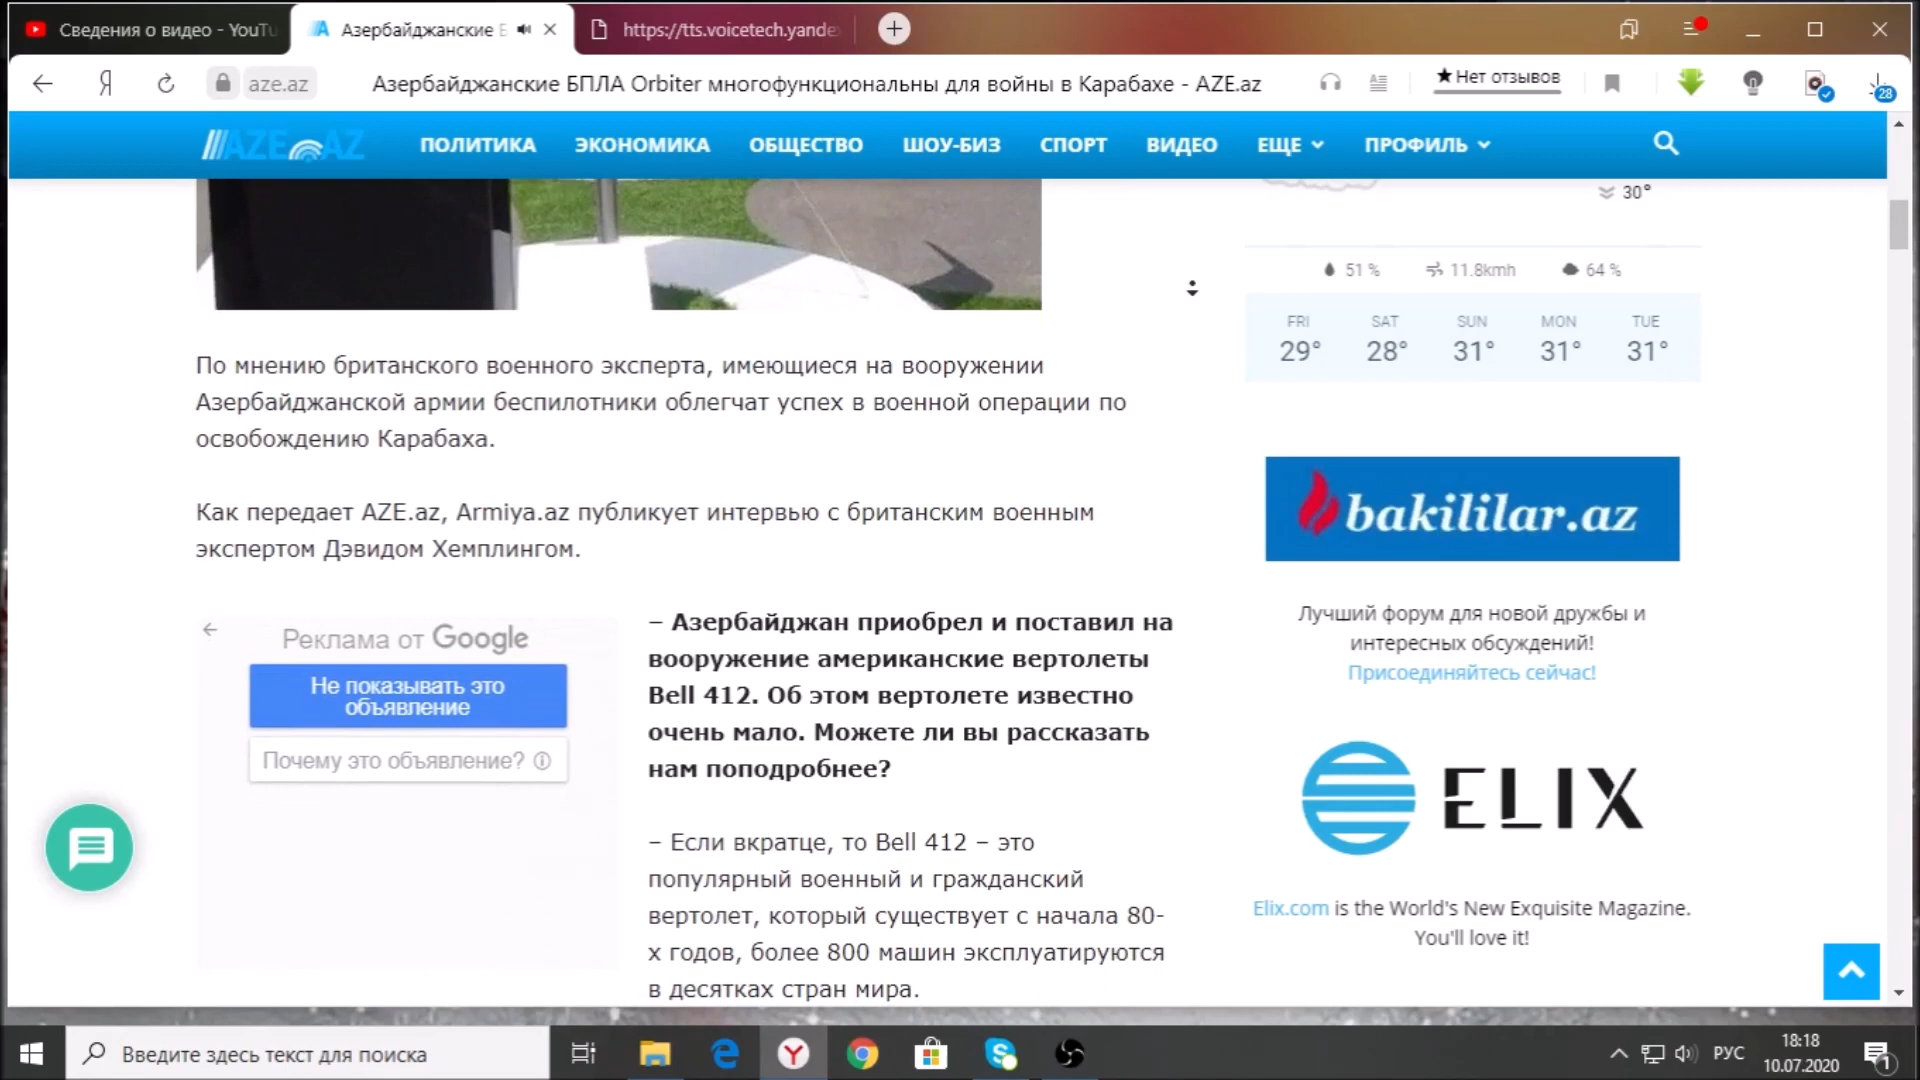 Сведения о видео - YouTu
Азербайджанские Б
https://tts.voicetech.yande
aze.az
Азербайджанские БПЛА Orbiter многофункциональны для войны в Карабахе - AZE.az
Нет отзывов
28
AZE AZ
ПОЛИТИКА
ЭКОНОМИКА
ОБЩЕСТВО
ШОУ-БИЗ
СПОРТ
ВИДЕО
ЕЩЕ
ПРОФИЛЬ
30°
51 %
11.8kmh
64 %
FRI SAT SUN MON TUE
29° 28° 31° 31° 31°
По мнению британского военного эксперта, имеющиеся на вооружении
Азербайджанской армии беспилотники облегчат успех в военной операции по
освобождению Карабаха.
Как передает AZE.az, Armiya.az публикует интервью с британским военным
экспертом Дэвидом Хемплингом.
Реклама от Google
Не показывать это
объявление
Почему это объявление?
– Азербайджан приобрел и поставил на
вооружение американские вертолеты
Bell 412. Об этом вертолете известно
очень мало. Можете ли вы рассказать
нам поподробнее?
– Если вкратце, то Bell 412 – это
популярный военный и гражданский
вертолет, который существует с начала 80-
х годов, более 800 машин эксплуатируются
в десятках стран мира.
bakililar.az
Лучший форум для новой дружбы и
интересных обсуждений!
Присоединяйтесь сейчас!
ELIX
Elix.com is the World's New Exquisite Magazine.
You'll love it!
Введите здесь текст для поиска
РУС
18:18
10.07.2020
1